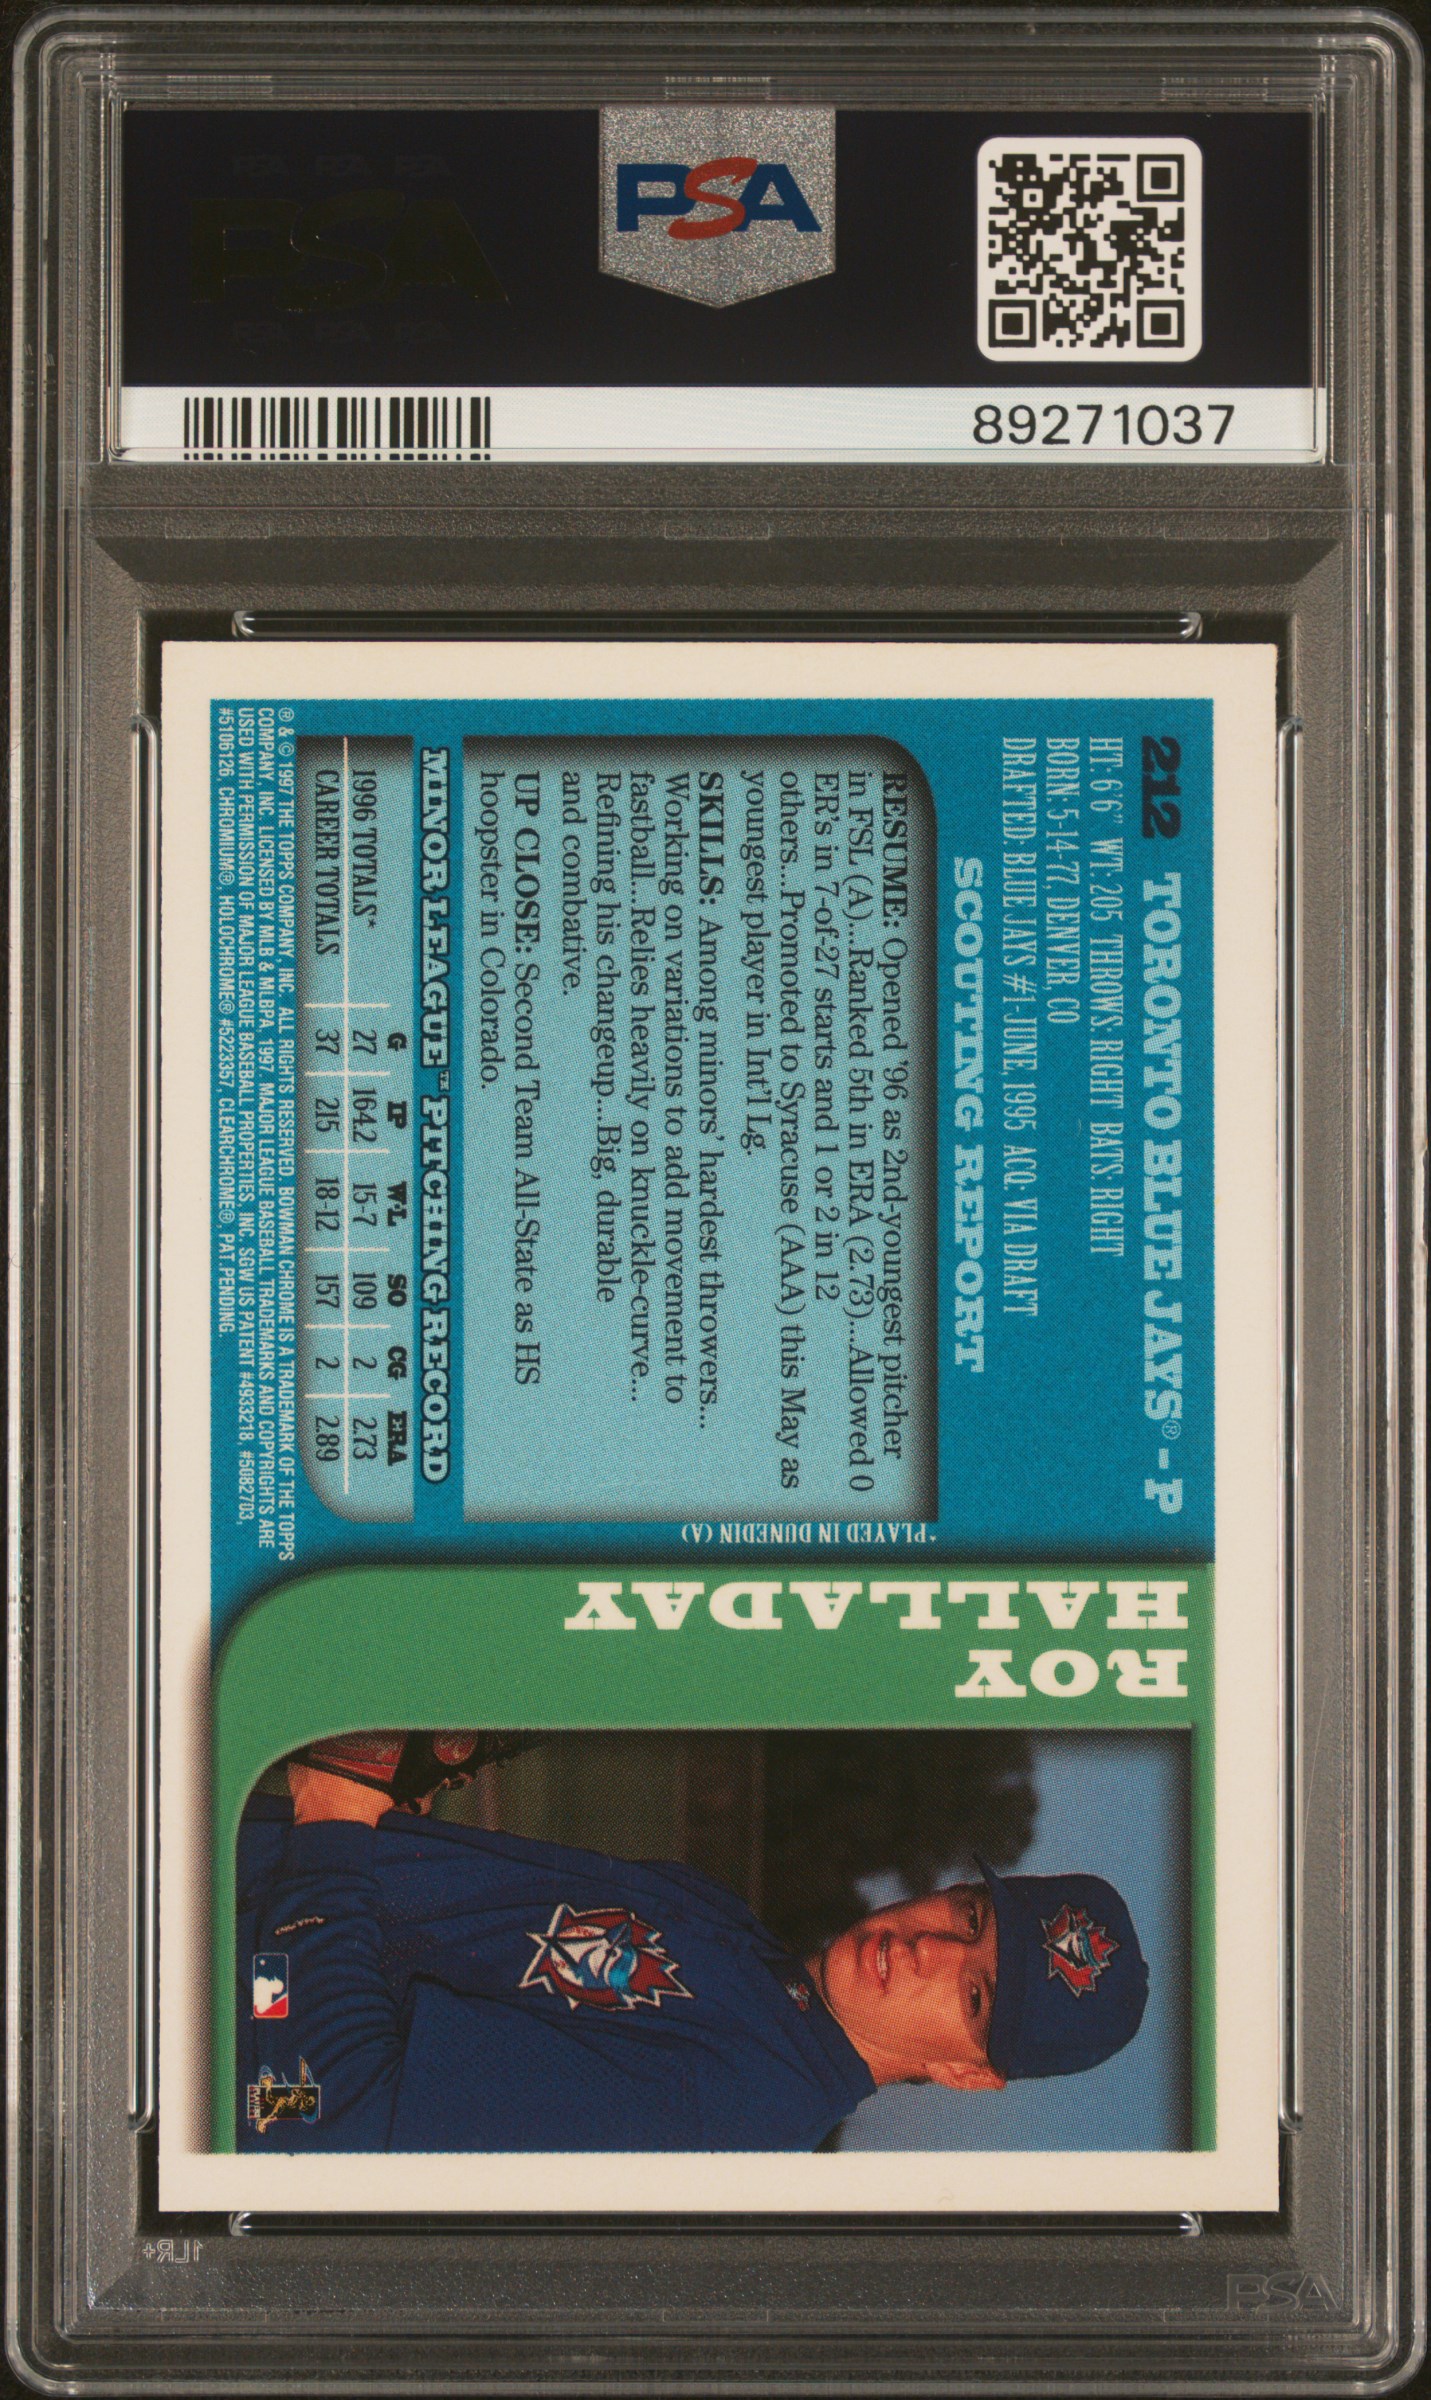 PSA
PSA
89271037
212 TORONTO BLUE JAYS® - P
HT: 6'6" WT: 205 THROWS: RIGHT BATS: RIGHT
BORN: 5-14-77, DENVER, CO
DRAFTED: BLUE JAYS #1-JUNE, 1995 ACQ. VIA DRAFT
SCOUTING REPORT
RESUME: Opened '96 as 2nd-youngest pitcher
in FSL (A)...Ranked 5th in ERA (2.73)...Allowed 0
ER's in 7-of-27 starts and 1 or 2 in 12
others...Promoted to Syracuse (AAA) this May as
youngest player in Int'l Lg.
SKILLS: Among minors' hardest throwers...
Working on variations to add movement to
fastball...Relies heavily on knuckle-curve...
Refining his changeup...Big, durable
and combative.
UP CLOSE: Second Team All-State as HS
hoopster in Colorado.
MINOR LEAGUE™ PITCHING RECORD
G IP W-L SO CG ERA
1996 TOTALS* 27 164.2 15-7 109 2 2.73
CAREER TOTALS 37 215 18-12 157 2 2.89
*PLAYED IN DUNEDIN (A)
® & © 1997 THE TOPPS COMPANY, INC. ALL RIGHTS RESERVED. BOWMAN CHROME IS A TRADEMARK OF THE TOPPS
COMPANY, INC. LICENSED BY MLB & MLBPA, 1997. MAJOR LEAGUE BASEBALL TRADEMARKS AND COPYRIGHTS ARE
USED WITH PERMISSION OF MAJOR LEAGUE BASEBALL PROPERTIES, INC. SGW US PATENT #4933218, #5082703,
#5106126, CHROMIUM®, HOLOCHROME® #5223357, CLEARCHROME®, PAT. PENDING.
ROY
HALLADAY
1LR+
PSA